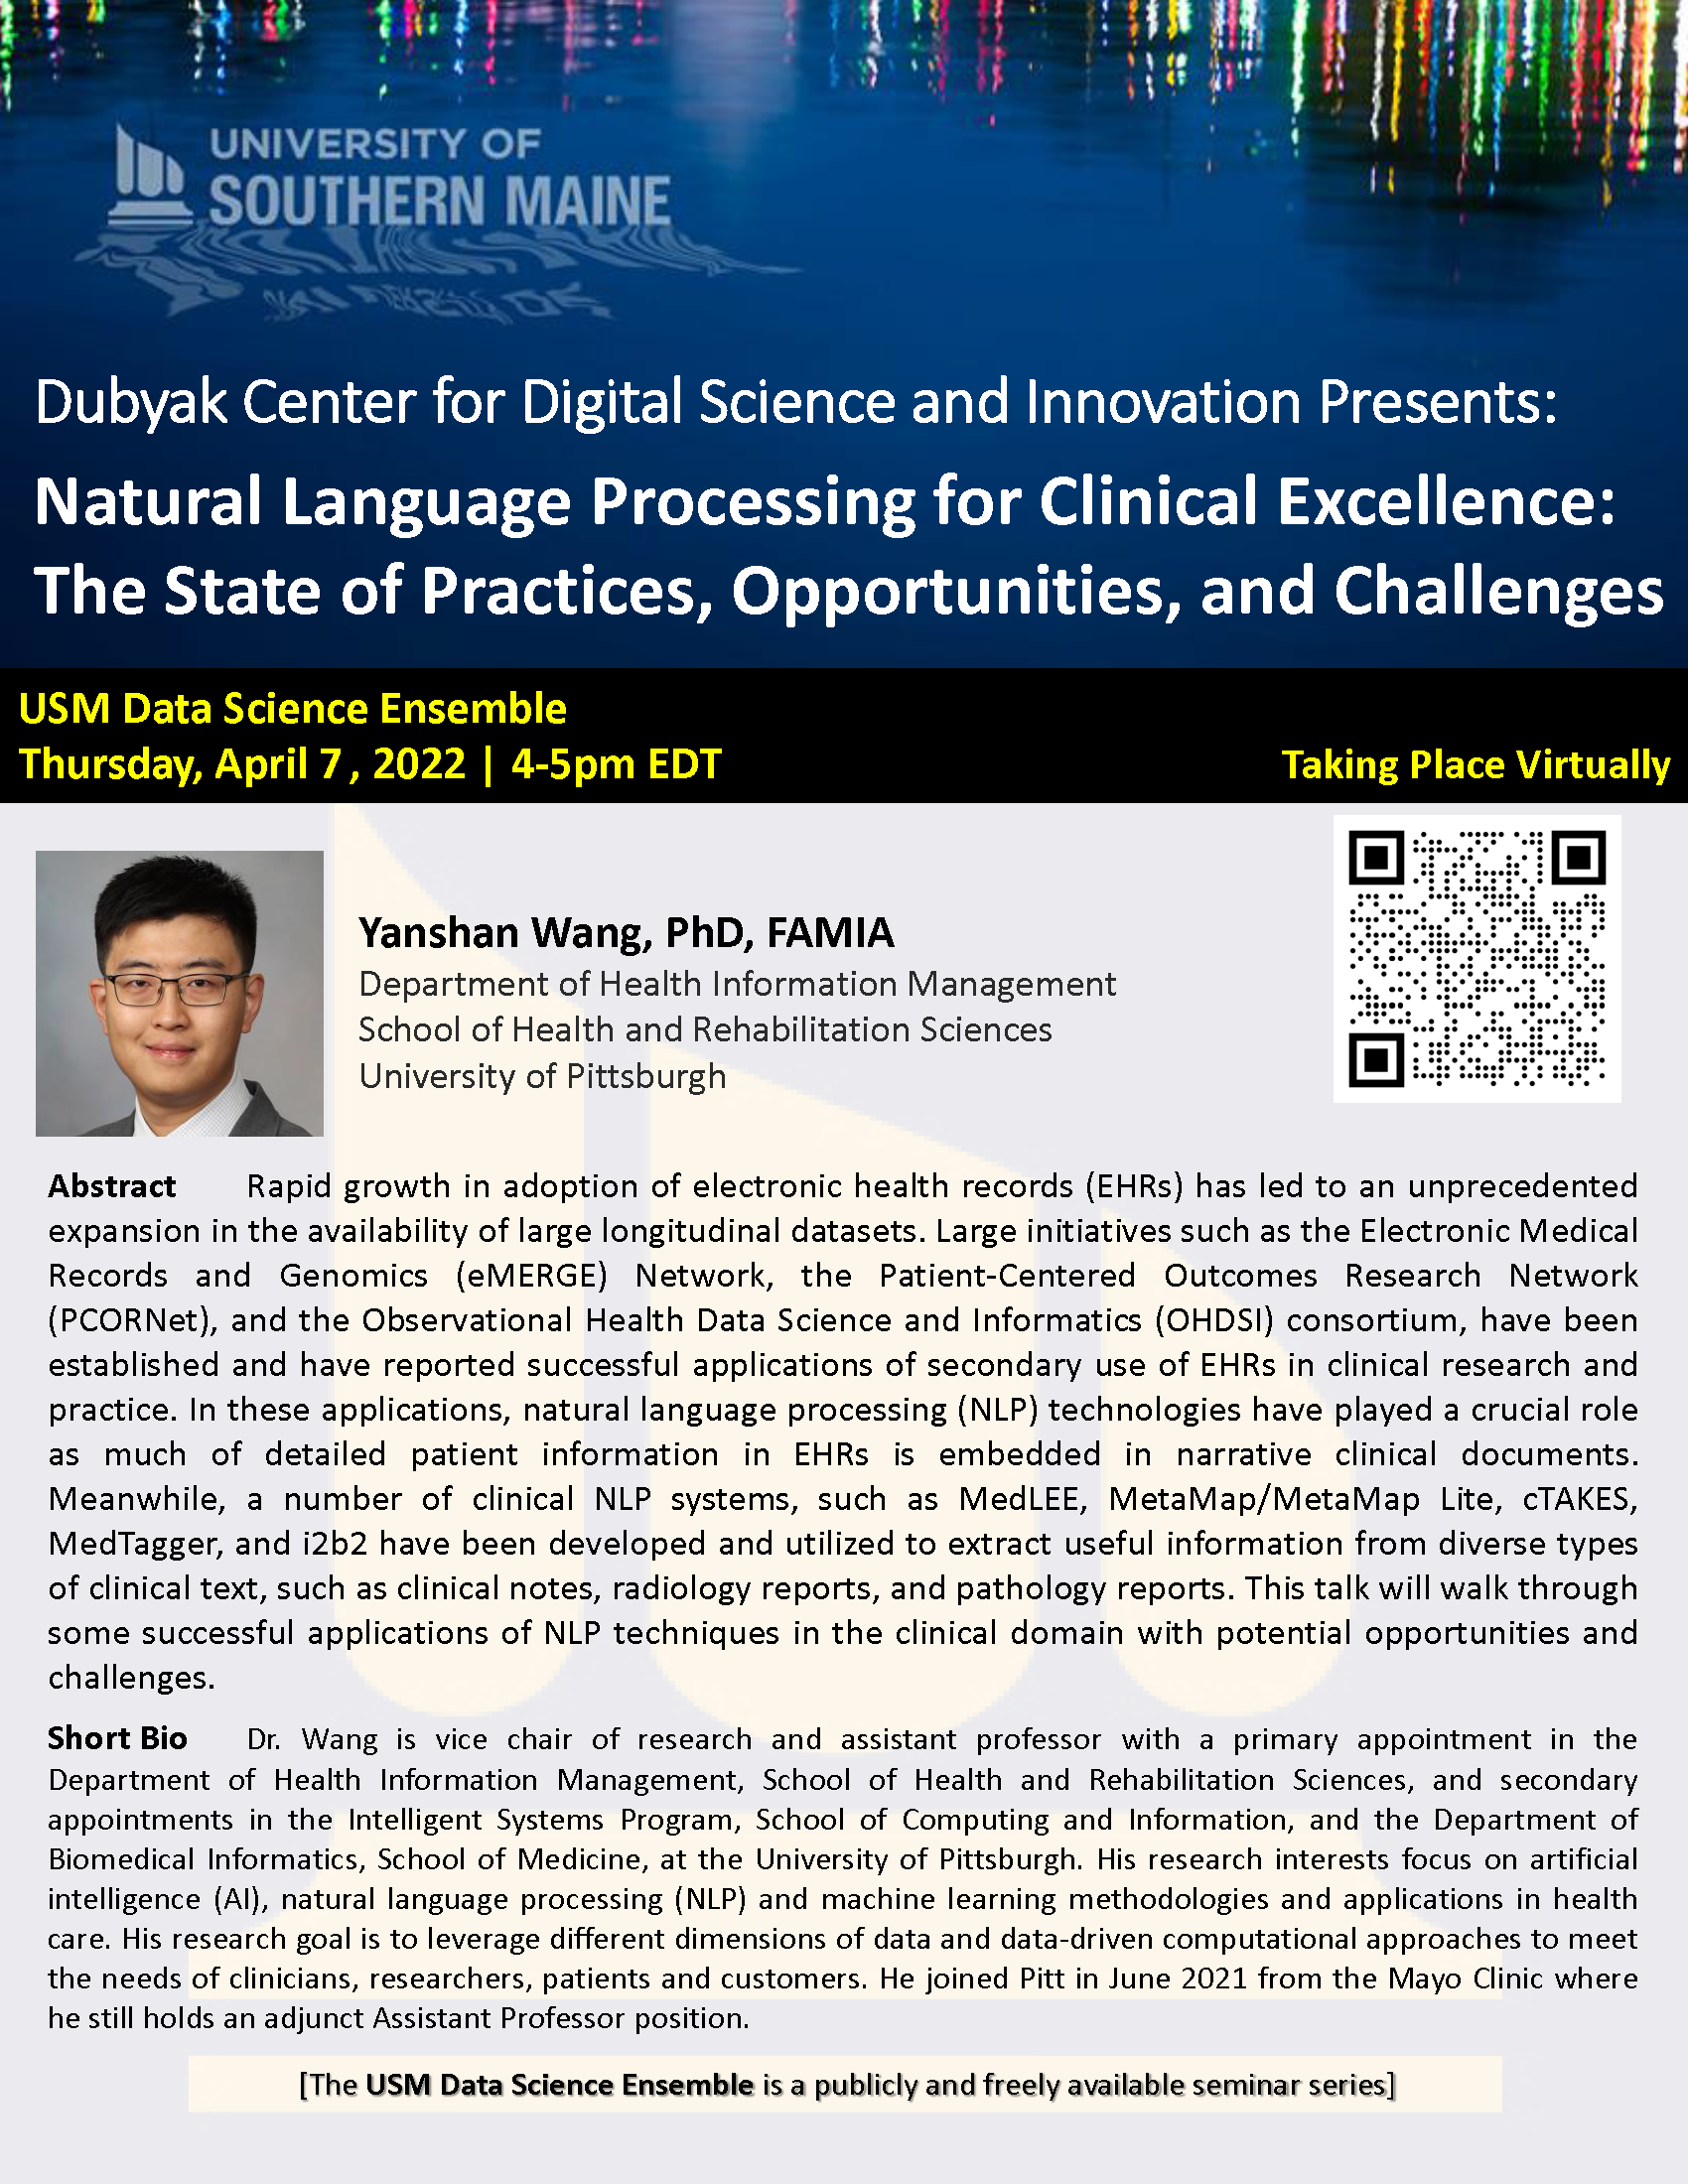 UNIVERSITY OF
SOUTHERN MAINE
Dubyak Center for Digital Science and Innovation Presents:
Natural Language Processing for Clinical Excellence:
The State of Practices, Opportunities, and Challenges
USM Data Science Ensemble
Thursday, April 7, 2022 | 4-5pm EDT
Taking Place Virtually
Yanshan Wang, PhD, FAMIA
Department of Health Information Management
School of Health and Rehabilitation Sciences
University of Pittsburgh
Abstract Rapid growth in adoption of electronic health records (EHRs) has led to an unprecedented
expansion in the availability of large longitudinal datasets. Large initiatives such as the Electronic Medical
Records and Genomics (eMERGE) Network, the Patient-Centered Outcomes Research Network
(PCORNet), and the Observational Health Data Science and Informatics (OHDSI) consortium, have been
established and have reported successful applications of secondary use of EHRs in clinical research and
practice. In these applications, natural language processing (NLP) technologies have played a crucial role
as much of detailed patient information in EHRs is embedded in narrative clinical documents.
Meanwhile, a number of clinical NLP systems, such as MedLEE, MetaMap/MetaMap Lite, cTAKES,
MedTagger, and i2b2 have been developed and utilized to extract useful information from diverse types
of clinical text, such as clinical notes, radiology reports, and pathology reports. This talk will walk through
some successful applications of NLP techniques in the clinical domain with potential opportunities and
challenges.
Short Bio Dr. Wang is vice chair of research and assistant professor with a primary appointment in the
Department of Health Information Management, School of Health and Rehabilitation Sciences, and secondary
appointments in the Intelligent Systems Program, School of Computing and Information, and the Department of
Biomedical Informatics, School of Medicine, at the University of Pittsburgh. His research interests focus on artificial
intelligence (AI), natural language processing (NLP) and machine learning methodologies and applications in health
care. His research goal is to leverage different dimensions of data and data-driven computational approaches to meet
the needs of clinicians, researchers, patients and customers. He joined Pitt in June 2021 from the Mayo Clinic where
he still holds an adjunct Assistant Professor position.
[The USM Data Science Ensemble is a publicly and freely available seminar series]